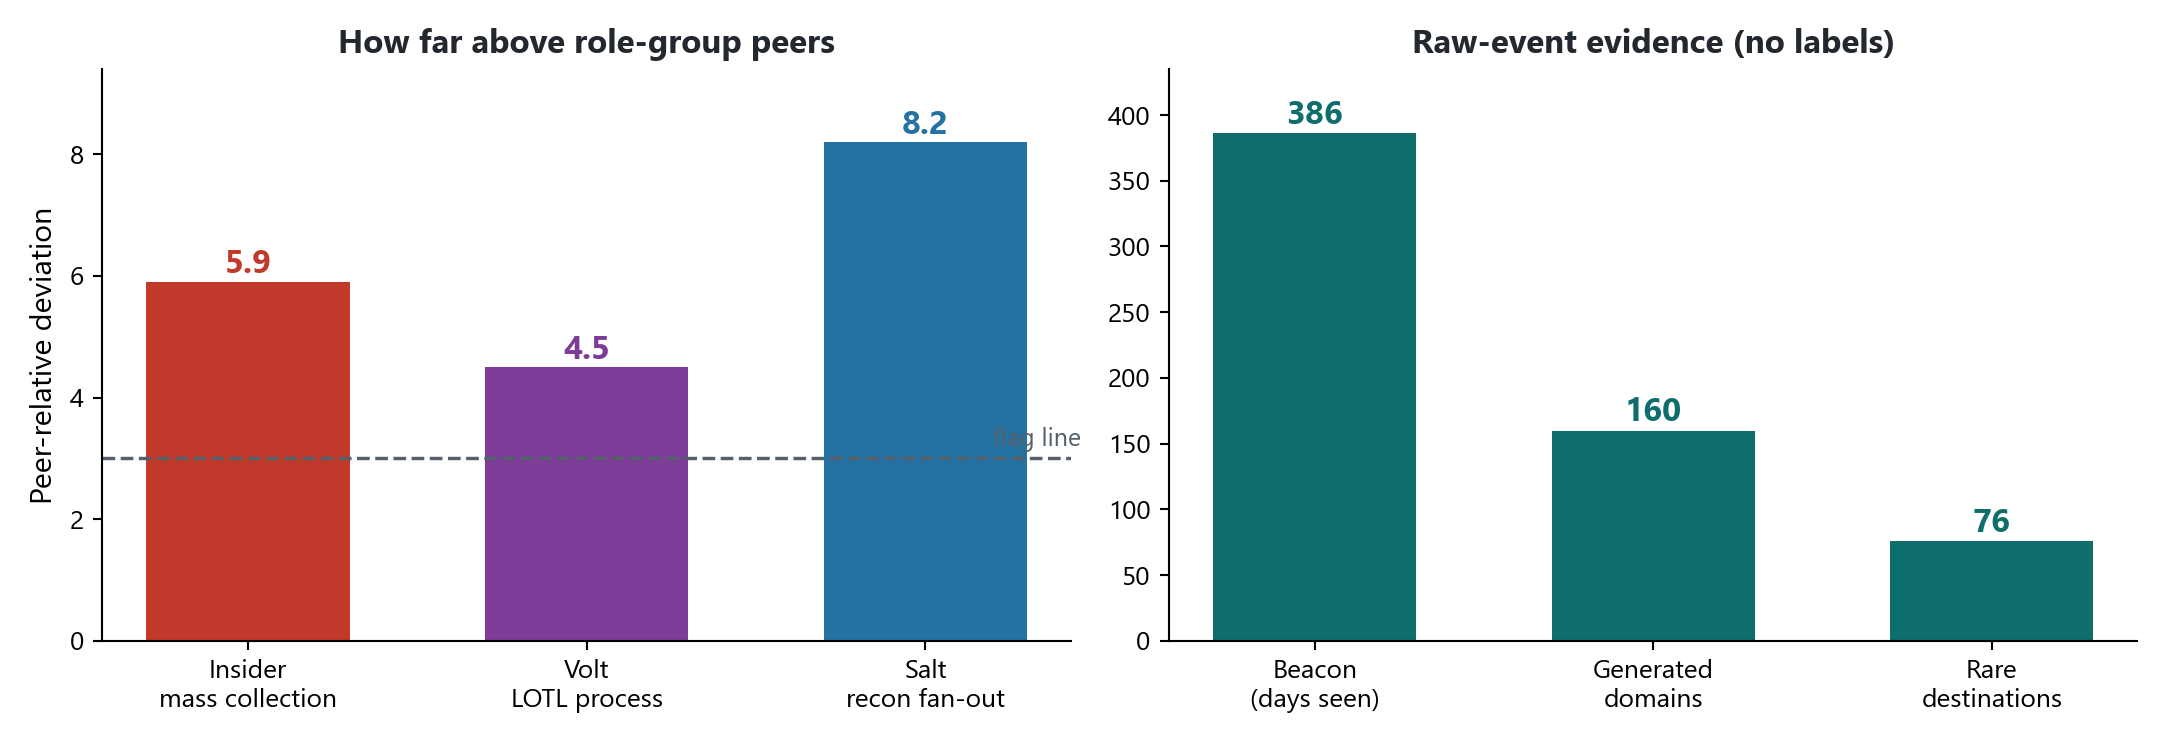 How far above role-group peers
Peer-relative deviation
8
6
4
2
0
5.9
4.5
8.2
flag line
Insider
mass collection
Volt
LOTL process
Salt
recon fan-out
Raw-event evidence (no labels)
400
350
300
250
200
150
100
50
0
386
160
76
Beacon
(days seen)
Generated
domains
Rare
destinations